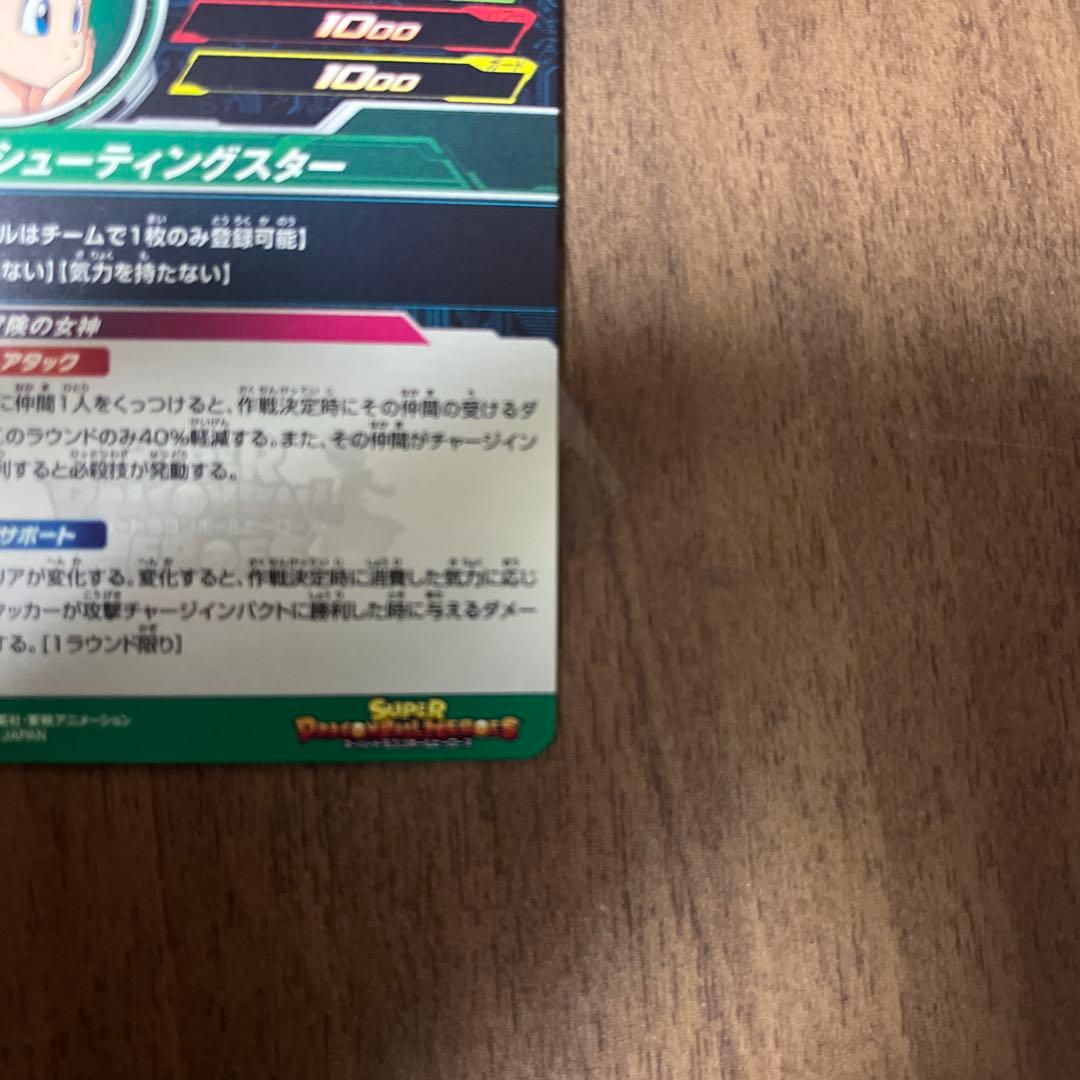 1000
ガード
1000
シューティングスター
ルはチームで1枚のみ登録可能】
ない】【気力を持たない】
険の女神
アタック
に仲間1人をくっつけると、作戦決定時にその仲間の受けるダ
このラウンドのみ40%軽減する。また、その仲間がチャージイン
利すると必殺技が発動する。
サポート
リアが変化する。変化すると、作戦決定時に消費した気力に応じ
タッカーが攻撃チャージインパクトに勝利した時に与えるダメー
する。[1ラウンド限り]
英社・東映アニメーション
JAPAN
SUPER
DRAGONBALL HEROES